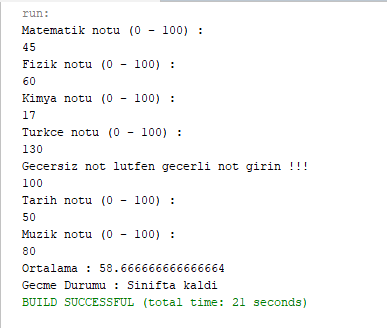 run:
Matematik notu (0 - 100) :
45
Fizik notu (0 - 100) :
60
Kimya notu (0 - 100) :
17
Turkce notu (0 - 100) :
130
Gecersiz not lutfen gecerli not girin !!!
100
Tarih notu (0 - 100) :
50
Muzik notu (0 - 100) :
80
Ortalama : 58.666666666666664
Gecme Durumu : Sinifta kaldi
BUILD SUCCESSFUL (total time: 21 seconds)